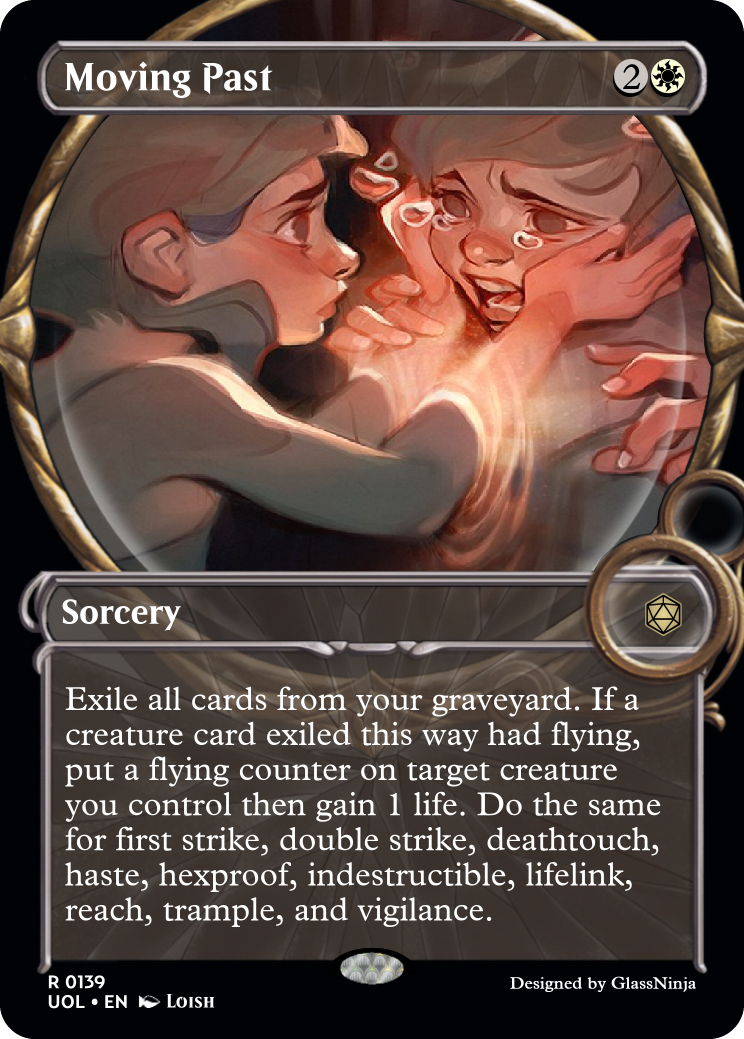 Moving Past
2
Sorcery
Exile all cards from your graveyard. If a
creature card exiled this way had flying,
put a flying counter on target creature
you control then gain 1 life. Do the same
for first strike, double strike, deathtouch,
haste, hexproof, indestructible, lifelink,
reach, trample, and vigilance.
R 0139
Designed by GlassNinja
UOL • EN Loish